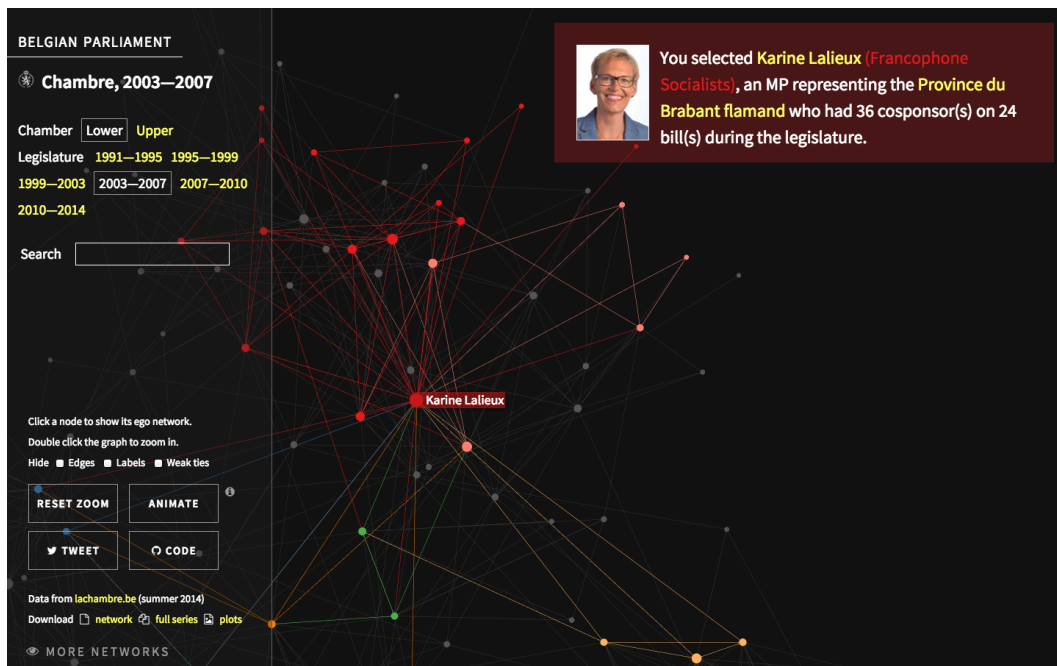 BELGIAN PARLIAMENT
Chambre, 2003—2007
Chamber Lower Upper
Legislature 1991—1995 1995—1999
1999—2003 2003—2007 2007—2010
2010—2014
Search
You selected Karine Lalieux (Francophone
Socialists), an MP representing the Province du
Brabant flamand who had 36 cosponsor(s) on 24
bill(s) during the legislature.
Karine Lalieux
Click a node to show its ego network.
Double click the graph to zoom in.
Hide Edges Labels Weak ties
RESET ZOOM ANIMATE
TWEET CODE
Data from lachambre.be (summer 2014)
Download network full series plots
MORE NETWORKS